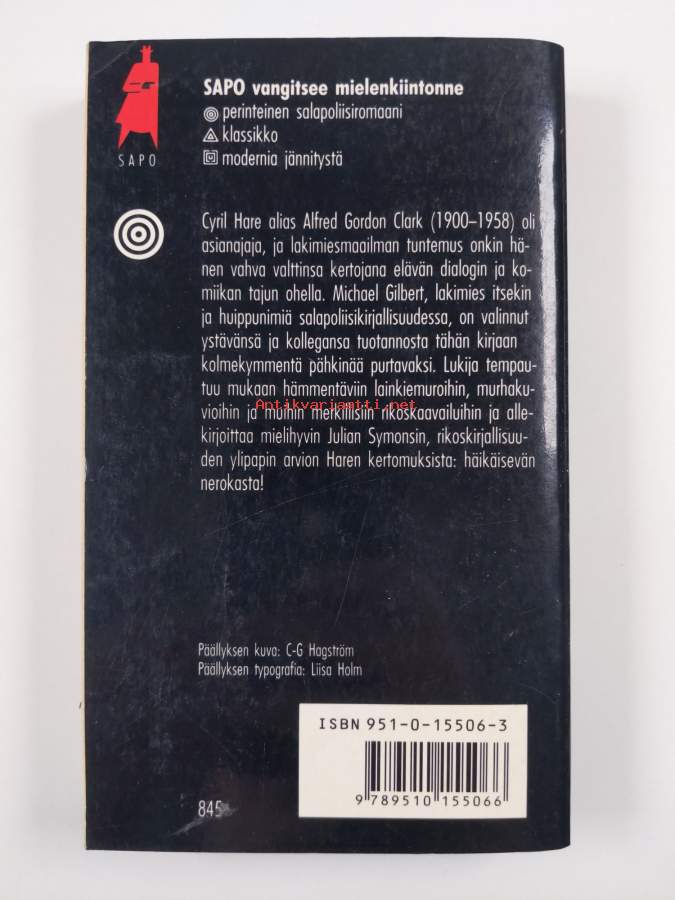 SAPO
SAPO vangitsee mielenkiintonne
perinteinen salapoliisiromaani
klassikko
modernia jännitystä
Cyril Hare alias Alfred Gordon Clark (1900–1958) oli
asianajaja, ja lakimiesmaailman tuntemus onkin hä-
nen vahva valttinsa kertojana elävän dialogin ja ko-
miikan tajun ohella. Michael Gilbert, lakimies itsekin
ja huippunimiä salapoliisikirjallisuudessa, on valinnut
ystävänsä ja kollegansa tuotannosta tähän kirjaan
kolmekymmentä pähkinää purtavaksi. Lukija tempau-
tuu mukaan hämmentäviin lainkiemuroihin, murhaku-
Antikvariaatti.net
vioihin ja muihin merkillisiin rikoskaavailuihin ja alle-
kirjoittaa mielihyvin Julian Symonsin, rikoskirjallisuu-
den ylipapin arvion Haren kertomuksista: häikäisevän
nerokasta!
Päällyksen kuva: C-G Hagström
Päällyksen typografia: Liisa Holm
ISBN 951-0-15506-3
9 789510 155066
845